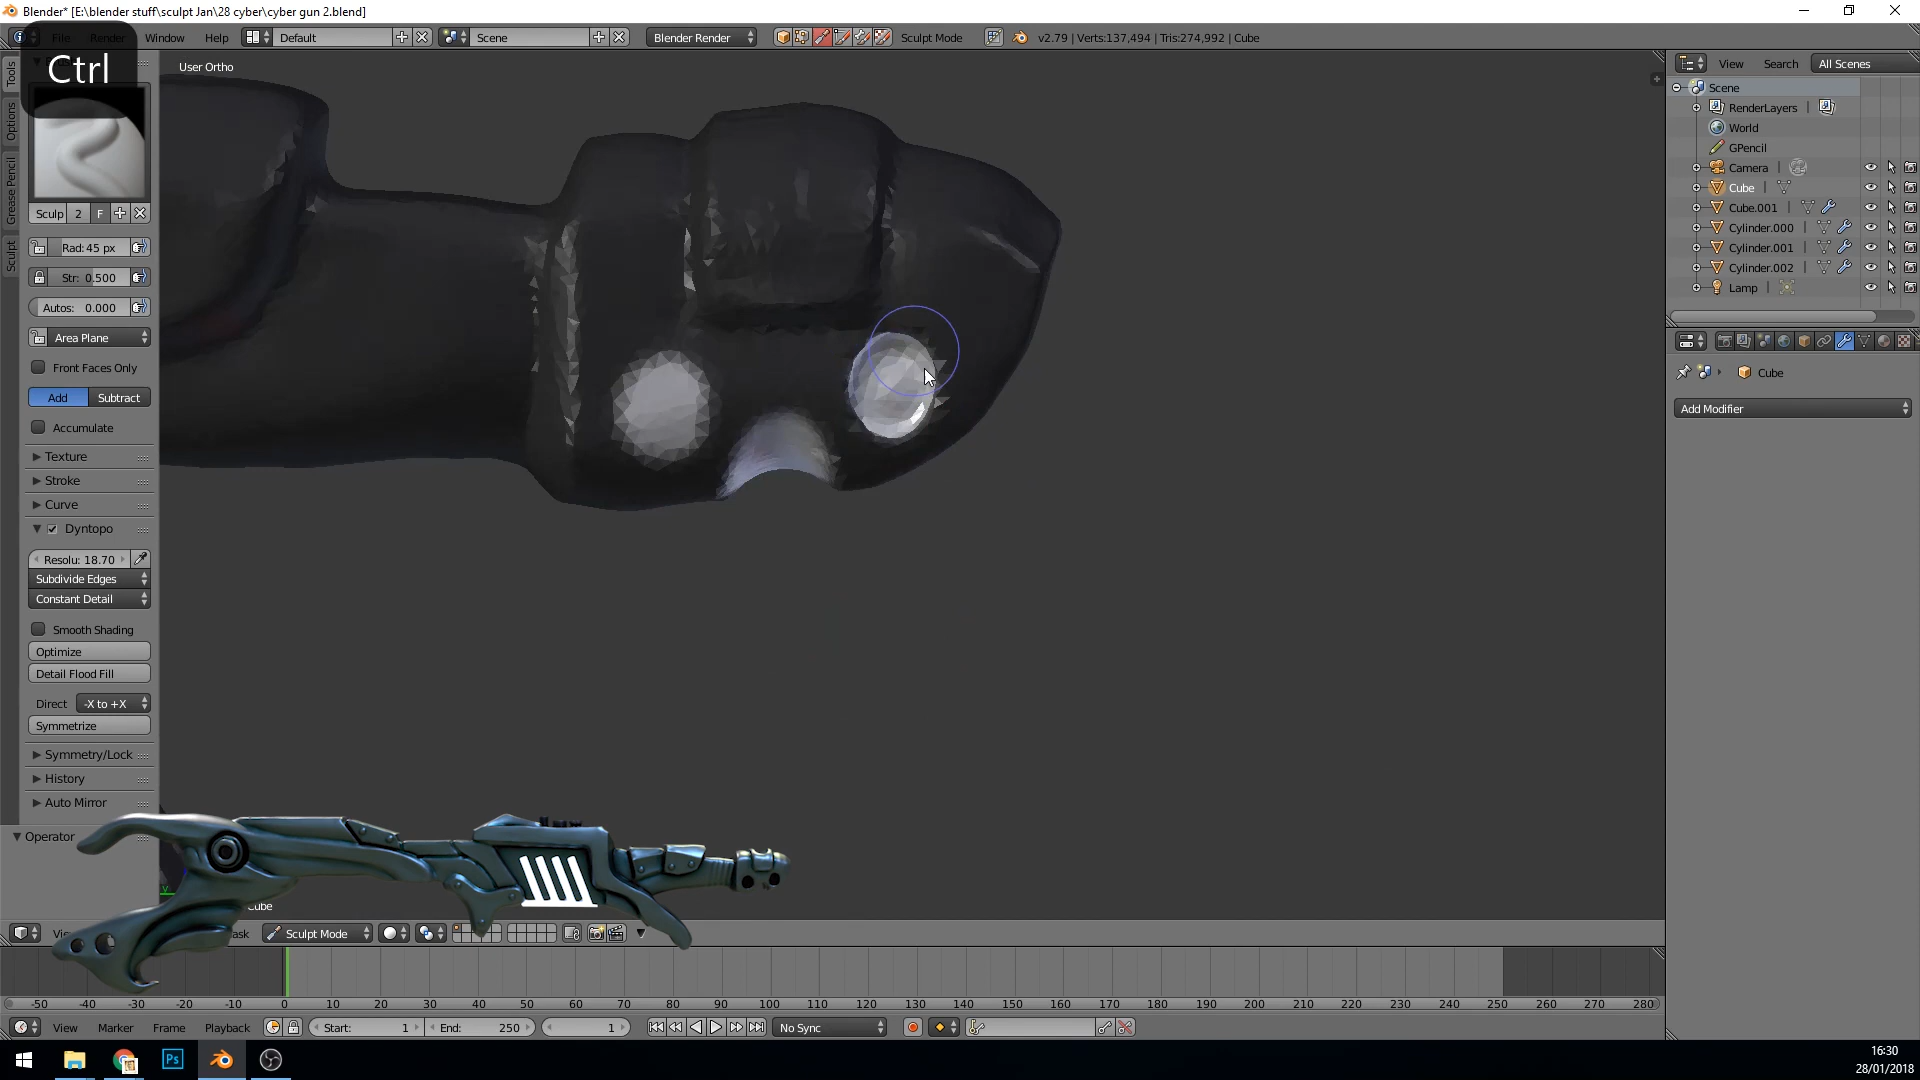 Blender* [E:\blender stuff\sculpt Jan\28 cyber\cyber gun 2.blend]
File Render Window Help Default Scene Blender Render Sculpt Mode v2.79 | Verts:137,494 | Tris:274,992 | Cube
Ctrl
User Ortho
Tools
Options
Grease Pencil
Sculpt
Sculp 2 F
Rad: 45 px
Str: 0.500
Autos: 0.000
Area Plane
Front Faces Only
Add Subtract
Accumulate
Texture
Stroke
Curve
Dyntopo
Resolu: 18.70
Subdivide Edges
Constant Detail
Smooth Shading
Optimize
Detail Flood Fill
Direct -X to +X
Symmetrize
Symmetry/Lock
History
Auto Mirror
Operator
View Search All Scenes
Scene
RenderLayers
World
GPencil
Camera
Cube
Cube.001
Cylinder.000
Cylinder.001
Cylinder.002
Lamp
Cube
Add Modifier
y
Cube
Vie ask Sculpt Mode
-50 -40 -30 -20 -10 0 10 20 30 40 50 60 70 80 90 100 110 120 130 140 150 160 170 180 190 200 210 220 230 240 250 260 270 280
View Marker Frame Playback Start: 1 End: 250 1 No Sync
Ps
16:30
28/01/2018